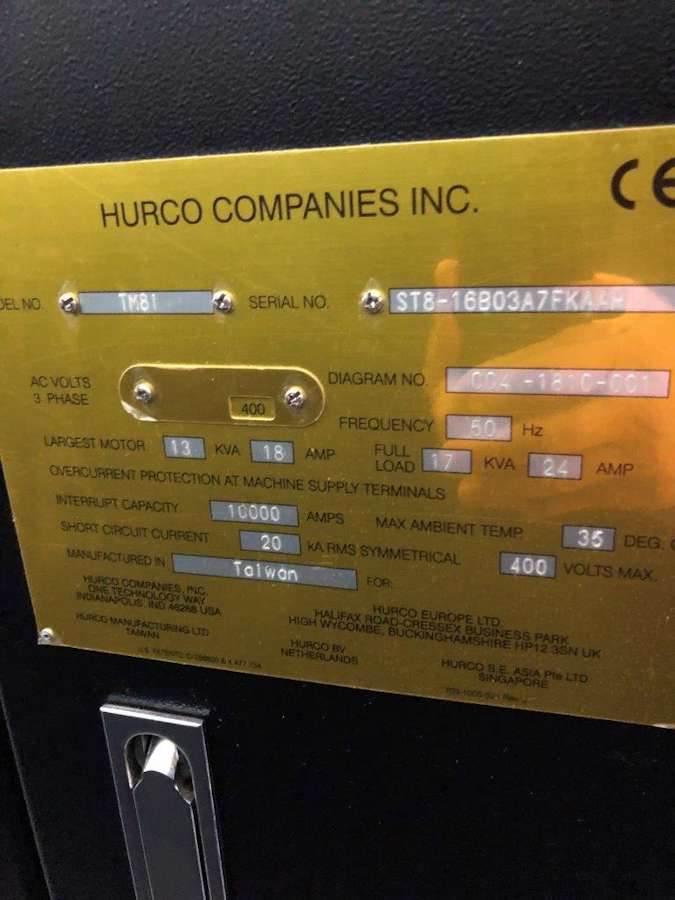 CE
HURCO COMPANIES INC.
DEL NO. TM8i SERIAL NO. ST8-16B03A7FKAAH
AC VOLTS
3 PHASE
400
DIAGRAM NO. 004-1810-001
FREQUENCY 50 Hz
LARGEST MOTOR 13 KVA 18 AMP
FULL
LOAD 17 KVA 24 AMP
OVERCURRENT PROTECTION AT MACHINE SUPPLY TERMINALS
INTERRUPT CAPACITY 10000 AMPS MAX AMBIENT TEMP 35 DEG.
SHORT CIRCUIT CURRENT 20 kA RMS SYMMETRICAL 400 VOLTS MAX.
MANUFACTURED IN Taiwan FOR:
HURCO COMPANIES, INC.
ONE TECHNOLOGY WAY
INDIANAPOLIS, IND 46268 USA
HURCO MANUFACTURING LTD
TAIWAN
HURCO EUROPE LTD.
HALIFAX ROAD-CRESSEX BUSINESS PARK
HIGH WYCOMBE, BUCKINGHAMSHIRE HP12 3SN UK
HURCO BV
NETHERLANDS
HURCO S.E. ASIA Pte LTD
SINGAPORE
U.S. PATENTS